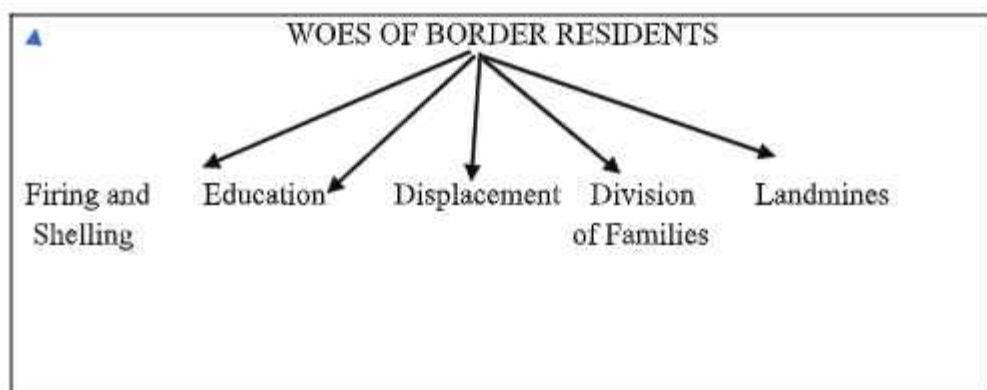 WOES OF BORDER RESIDENTS
Firing and
Shelling
Education
Displacement
Division
of Families
Landmines